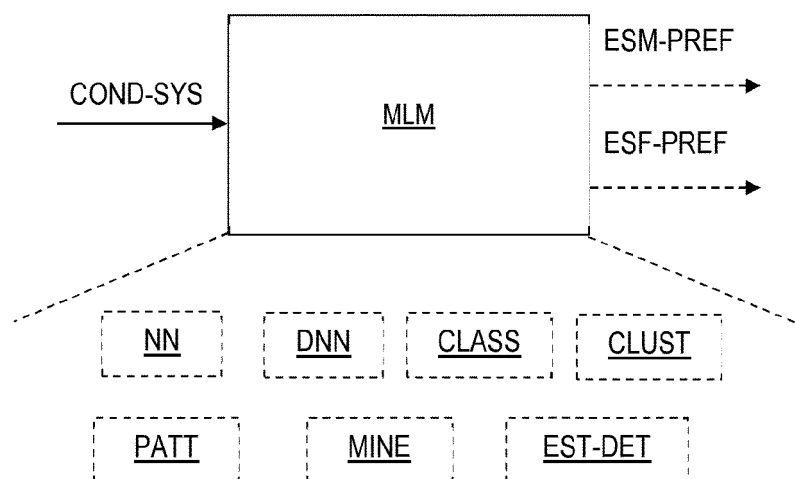 ESM-PREF
COND-SYS
MLM
ESF-PREF
NN DNN CLASS CLUST
PATT MINE EST-DET